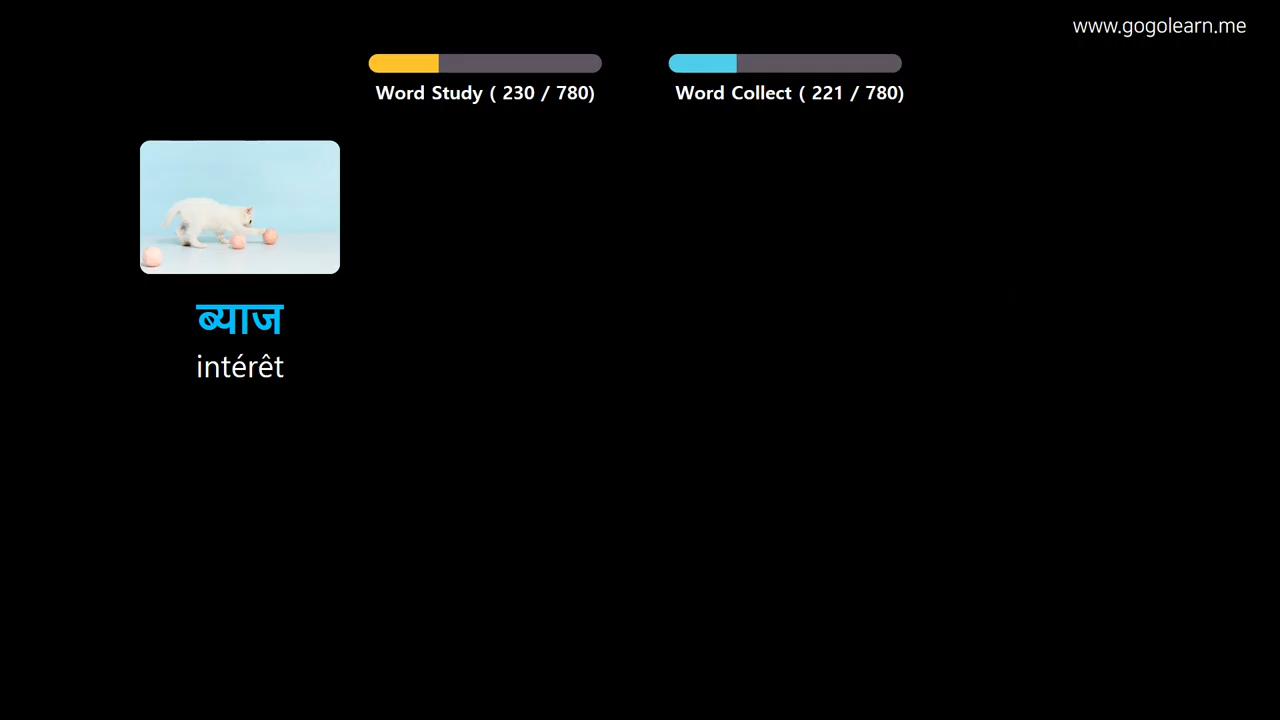 www.gogolearn.me
Word Study ( 230 / 780)
Word Collect ( 221 / 780)
ब्याज
intérêt